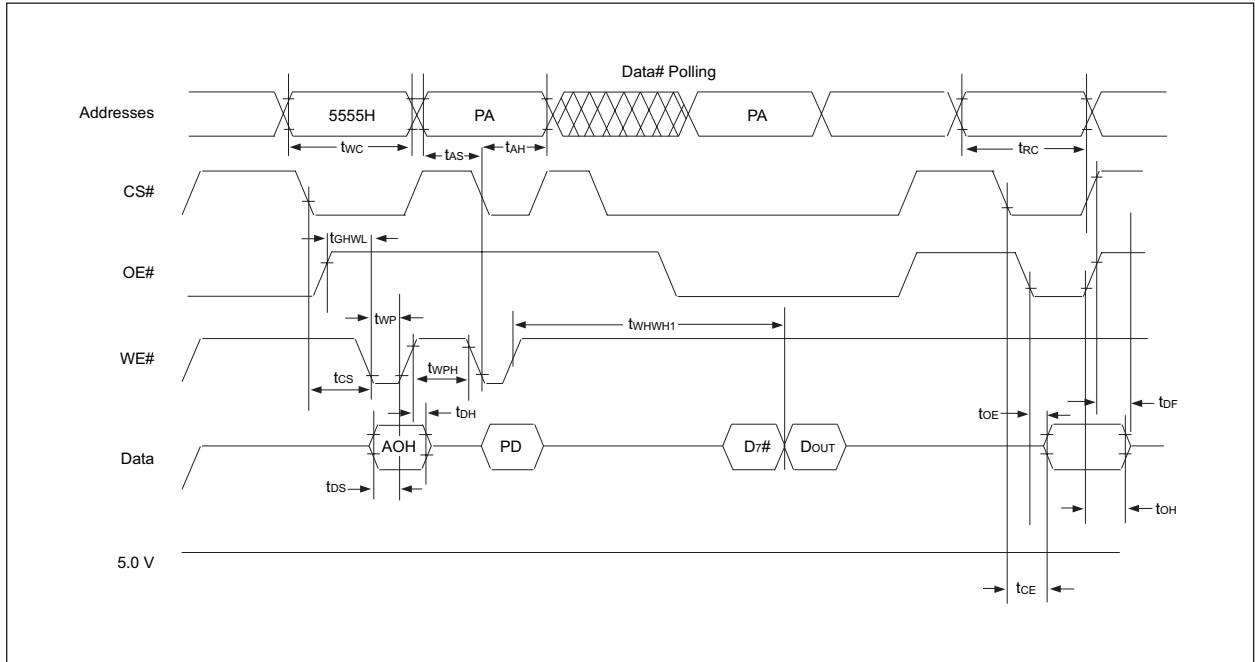 Data# Polling
Addresses
5555H
PA
PA
tWC
tAS
tAH
tRC
CS#
tGHWL
OE#
tWP
tWHWH1
WE#
tCS
tWPH
tDH
tOE
tDF
Data
AOH
PD
D7#
DOUT
tDS
tOH
5.0 V
tCE